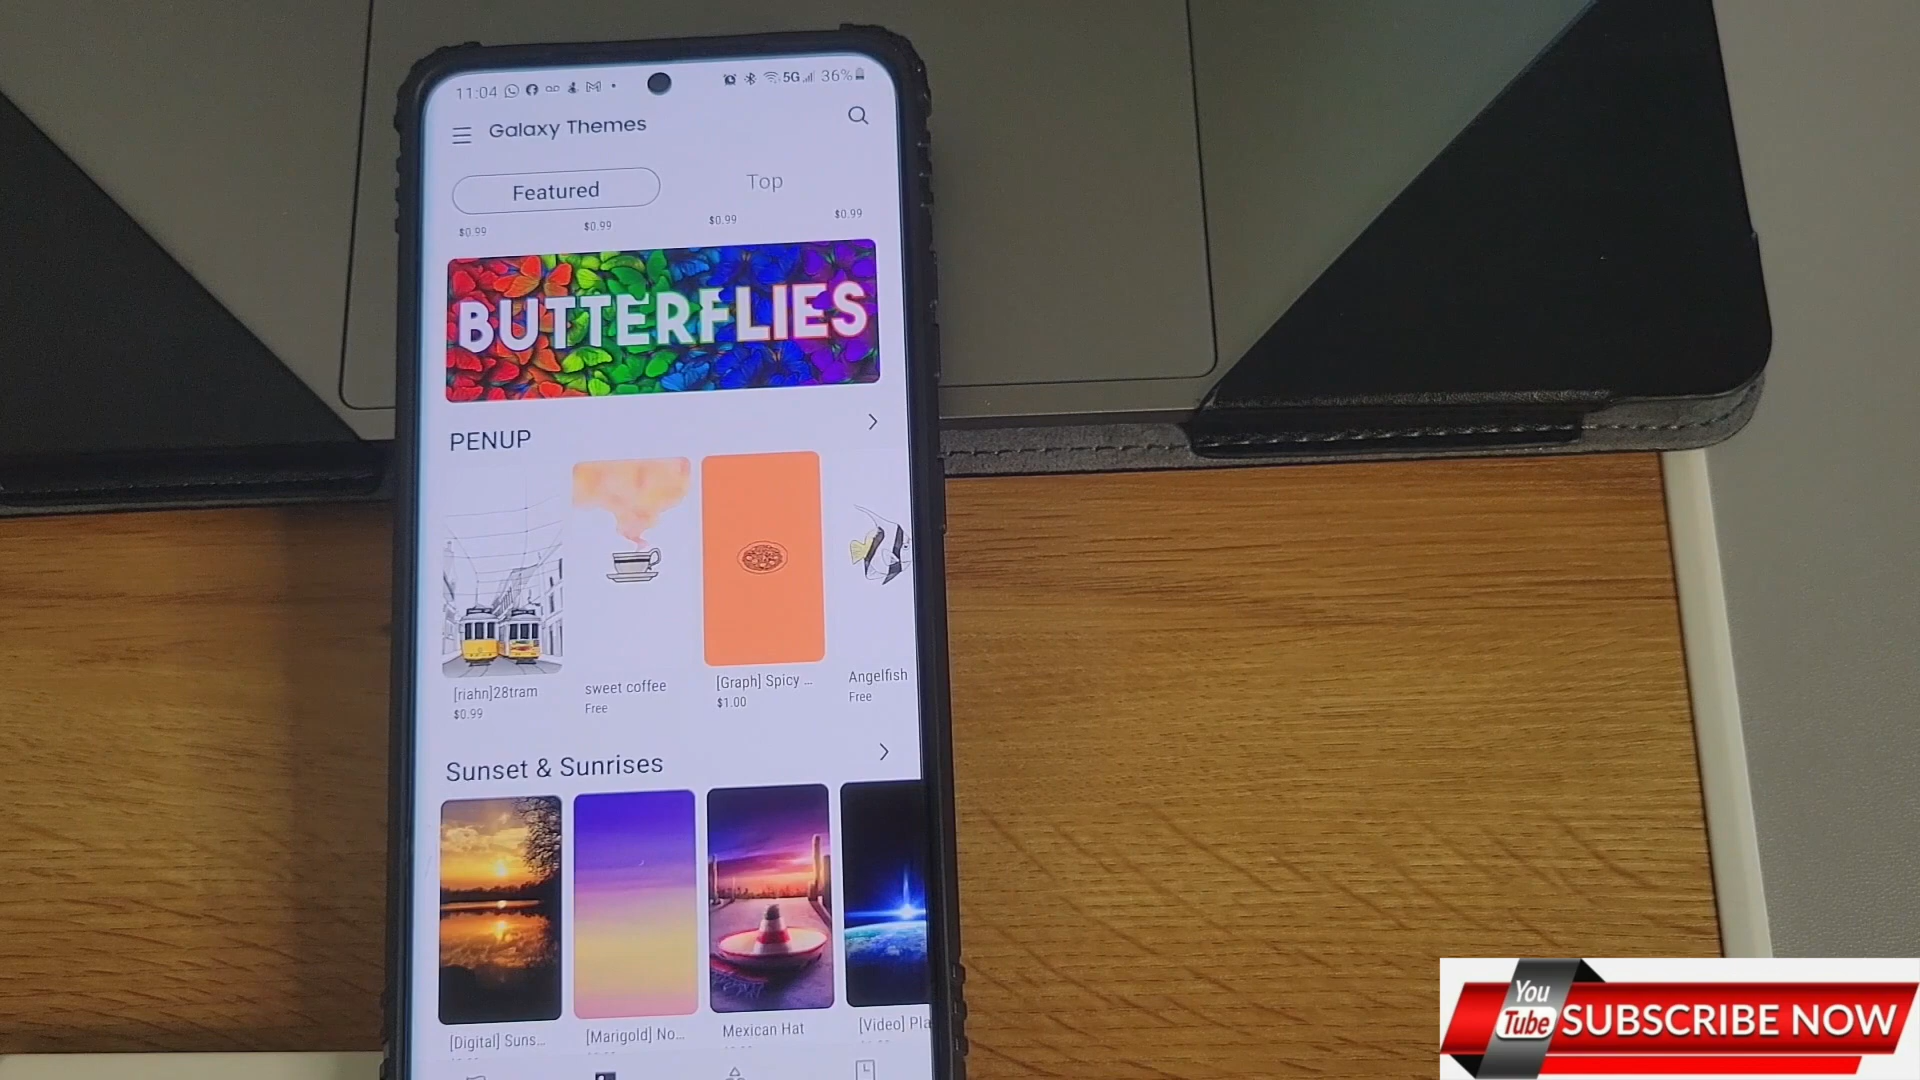 11:04
5G 36%
Galaxy Themes
Featured
Top
$0.99
$0.99
$0.99
$0.99
BUTTERFLIES
PENUP
[riahn]28tram
$0.99
sweet coffee
Free
[Graph] Spicy ...
$1.00
Angelfish
Free
Sunset & Sunrises
[Digital] Suns...
[Marigold] No...
Mexican Hat
[Video] Pla
You
Tube
SUBSCRIBE NOW